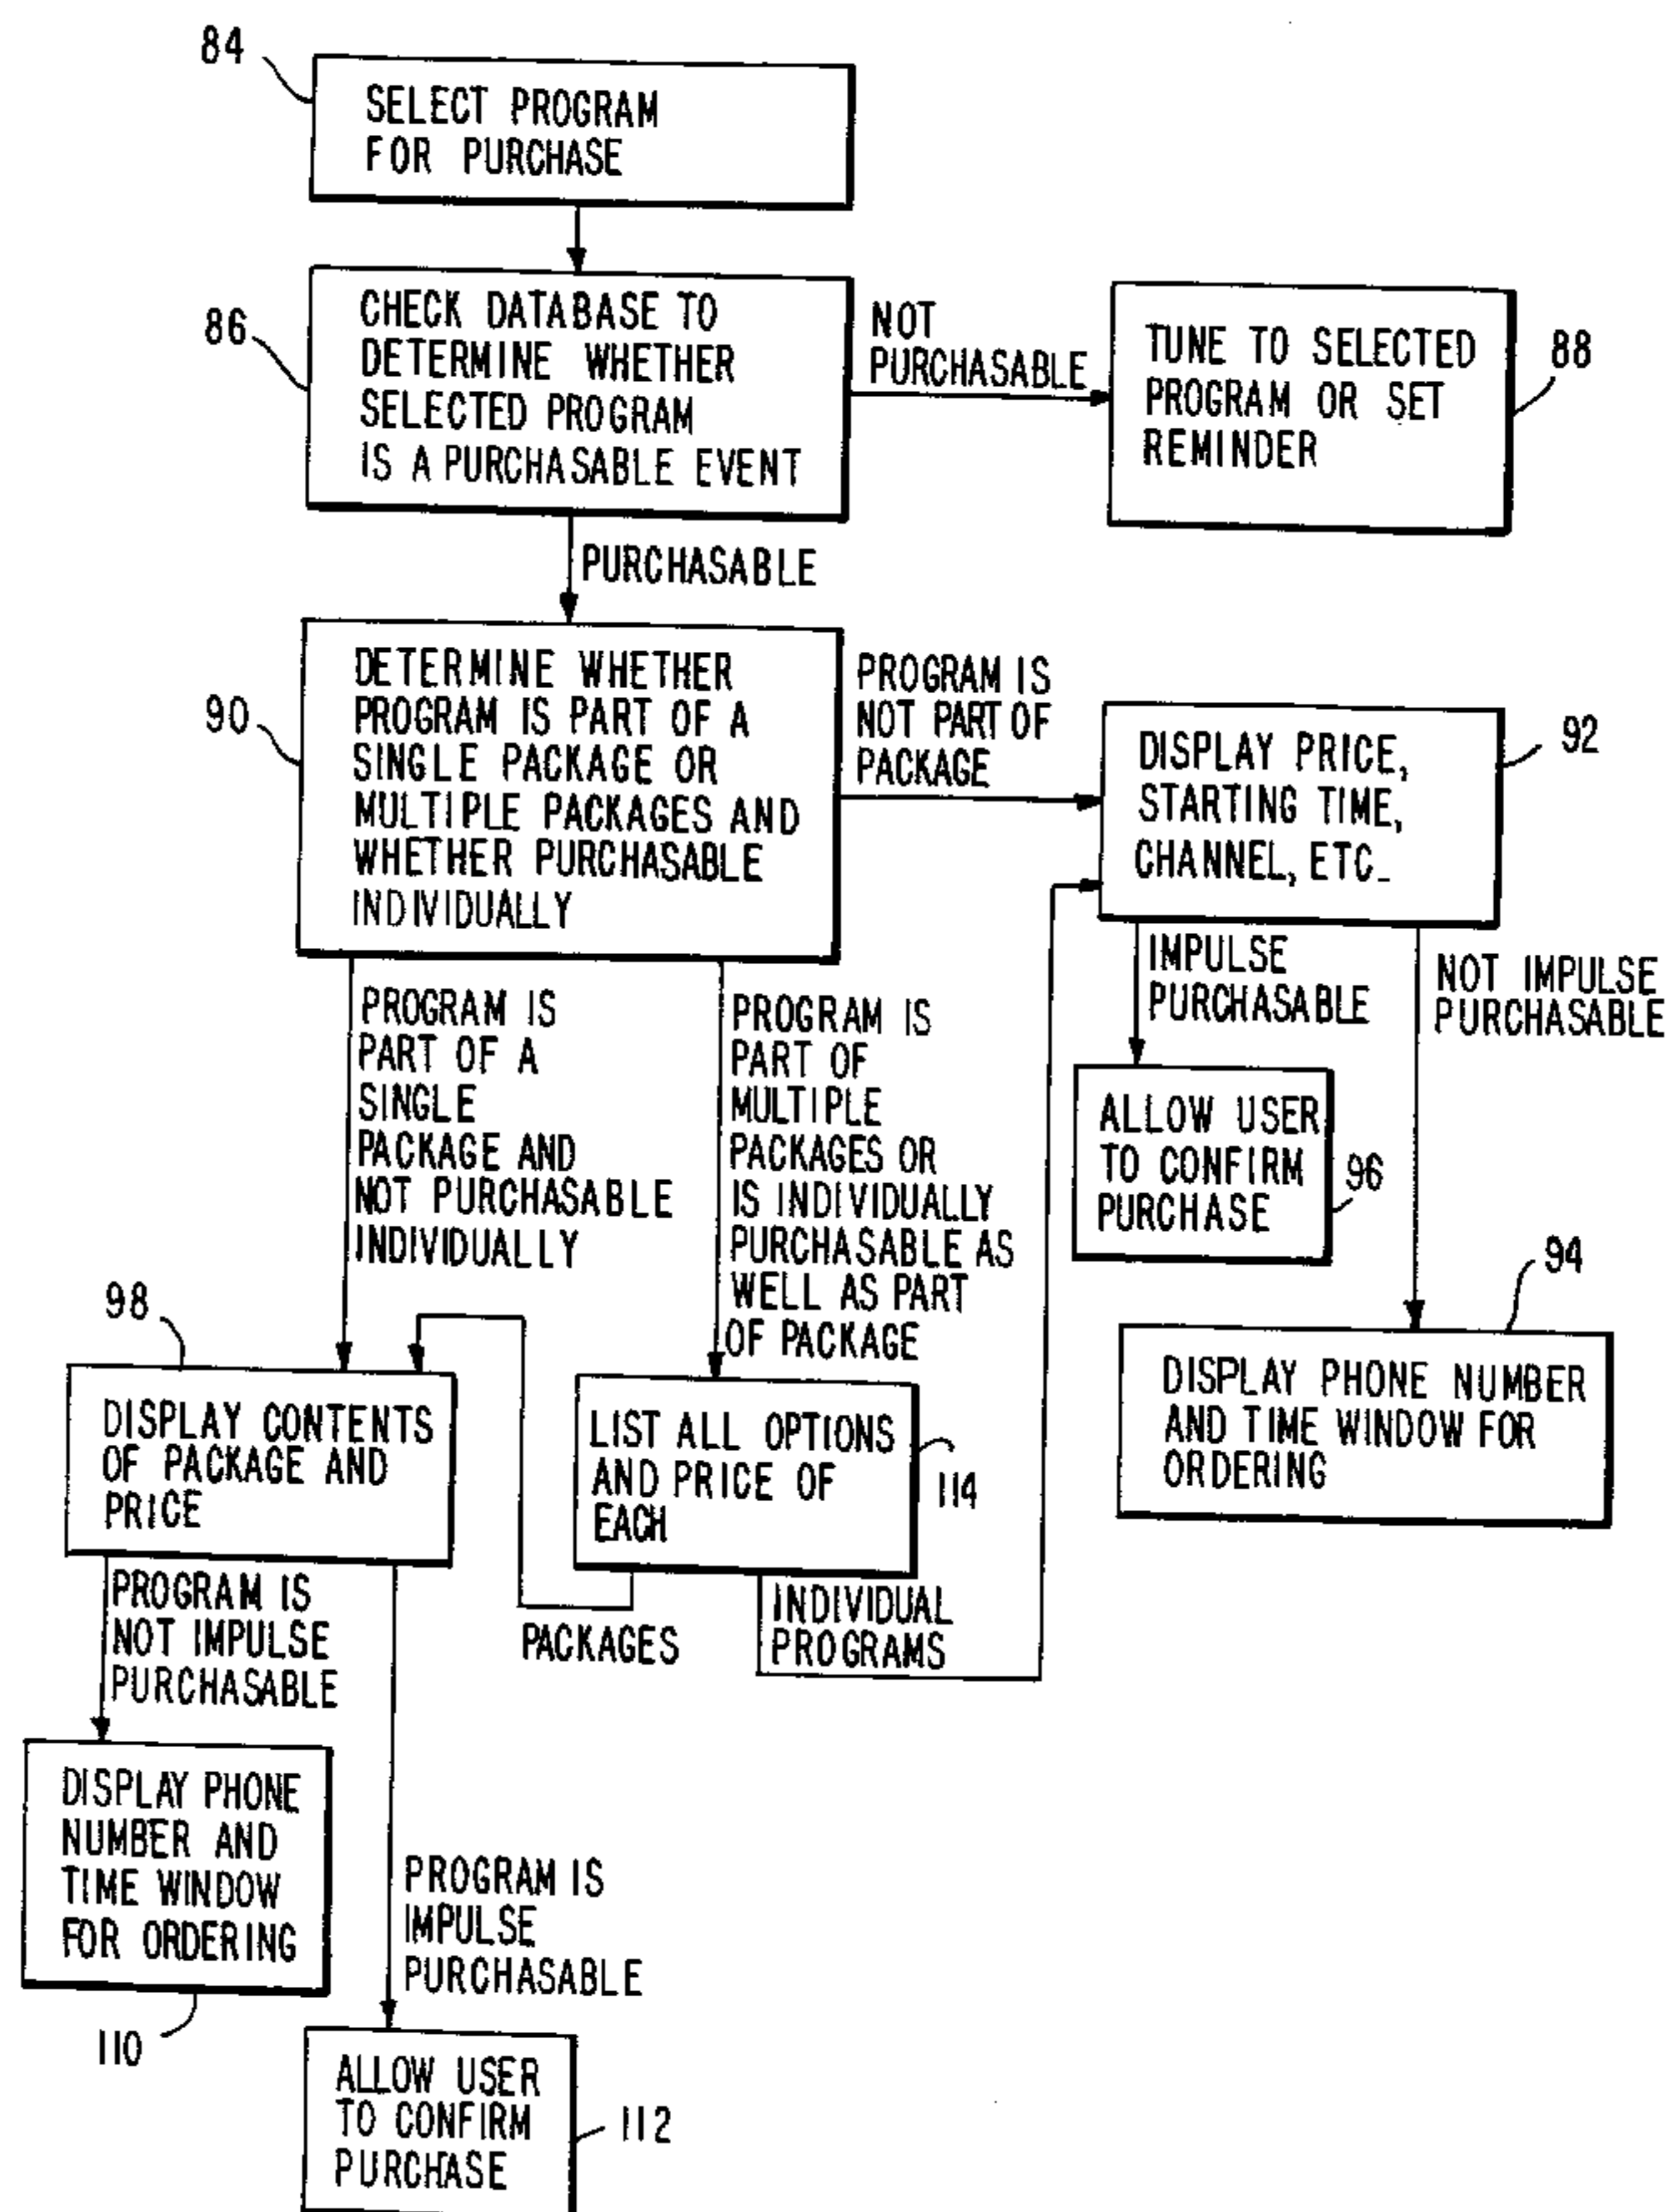 84
SELECT PROGRAM
FOR PURCHASE
86
CHECK DATABASE TO
DETERMINE WHETHER
SELECTED PROGRAM
IS A PURCHASABLE EVENT
NOT
PURCHASABLE
TUNE TO SELECTED
PROGRAM OR SET
REMINDER
88
PURCHASABLE
90
DETERMINE WHETHER
PROGRAM IS PART OF A
SINGLE PACKAGE OR
MULTIPLE PACKAGES AND
WHETHER PURCHASABLE
INDIVIDUALLY
PROGRAM IS
NOT PART OF
PACKAGE
DISPLAY PRICE,
STARTING TIME,
CHANNEL, ETC.
92
IMPULSE
PURCHASABLE
NOT IMPULSE
PURCHASABLE
PROGRAM IS
PART OF A
SINGLE
PACKAGE AND
NOT PURCHASABLE
INDIVIDUALLY
PROGRAM IS
PART OF
MULTIPLE
PACKAGES OR
IS INDIVIDUALLY
PURCHASABLE AS
WELL AS PART
OF PACKAGE
ALLOW USER
TO CONFIRM
PURCHASE
96
94
DISPLAY PHONE NUMBER
AND TIME WINDOW FOR
ORDERING
98
DISPLAY CONTENTS
OF PACKAGE AND
PRICE
LIST ALL OPTIONS
AND PRICE OF
EACH
114
PROGRAM IS
NOT IMPULSE
PURCHASABLE
PACKAGES
INDIVIDUAL
PROGRAMS
DISPLAY PHONE
NUMBER AND
TIME WINDOW
FOR ORDERING
110
PROGRAM IS
IMPULSE
PURCHASABLE
ALLOW USER
TO CONFIRM
PURCHASE
112